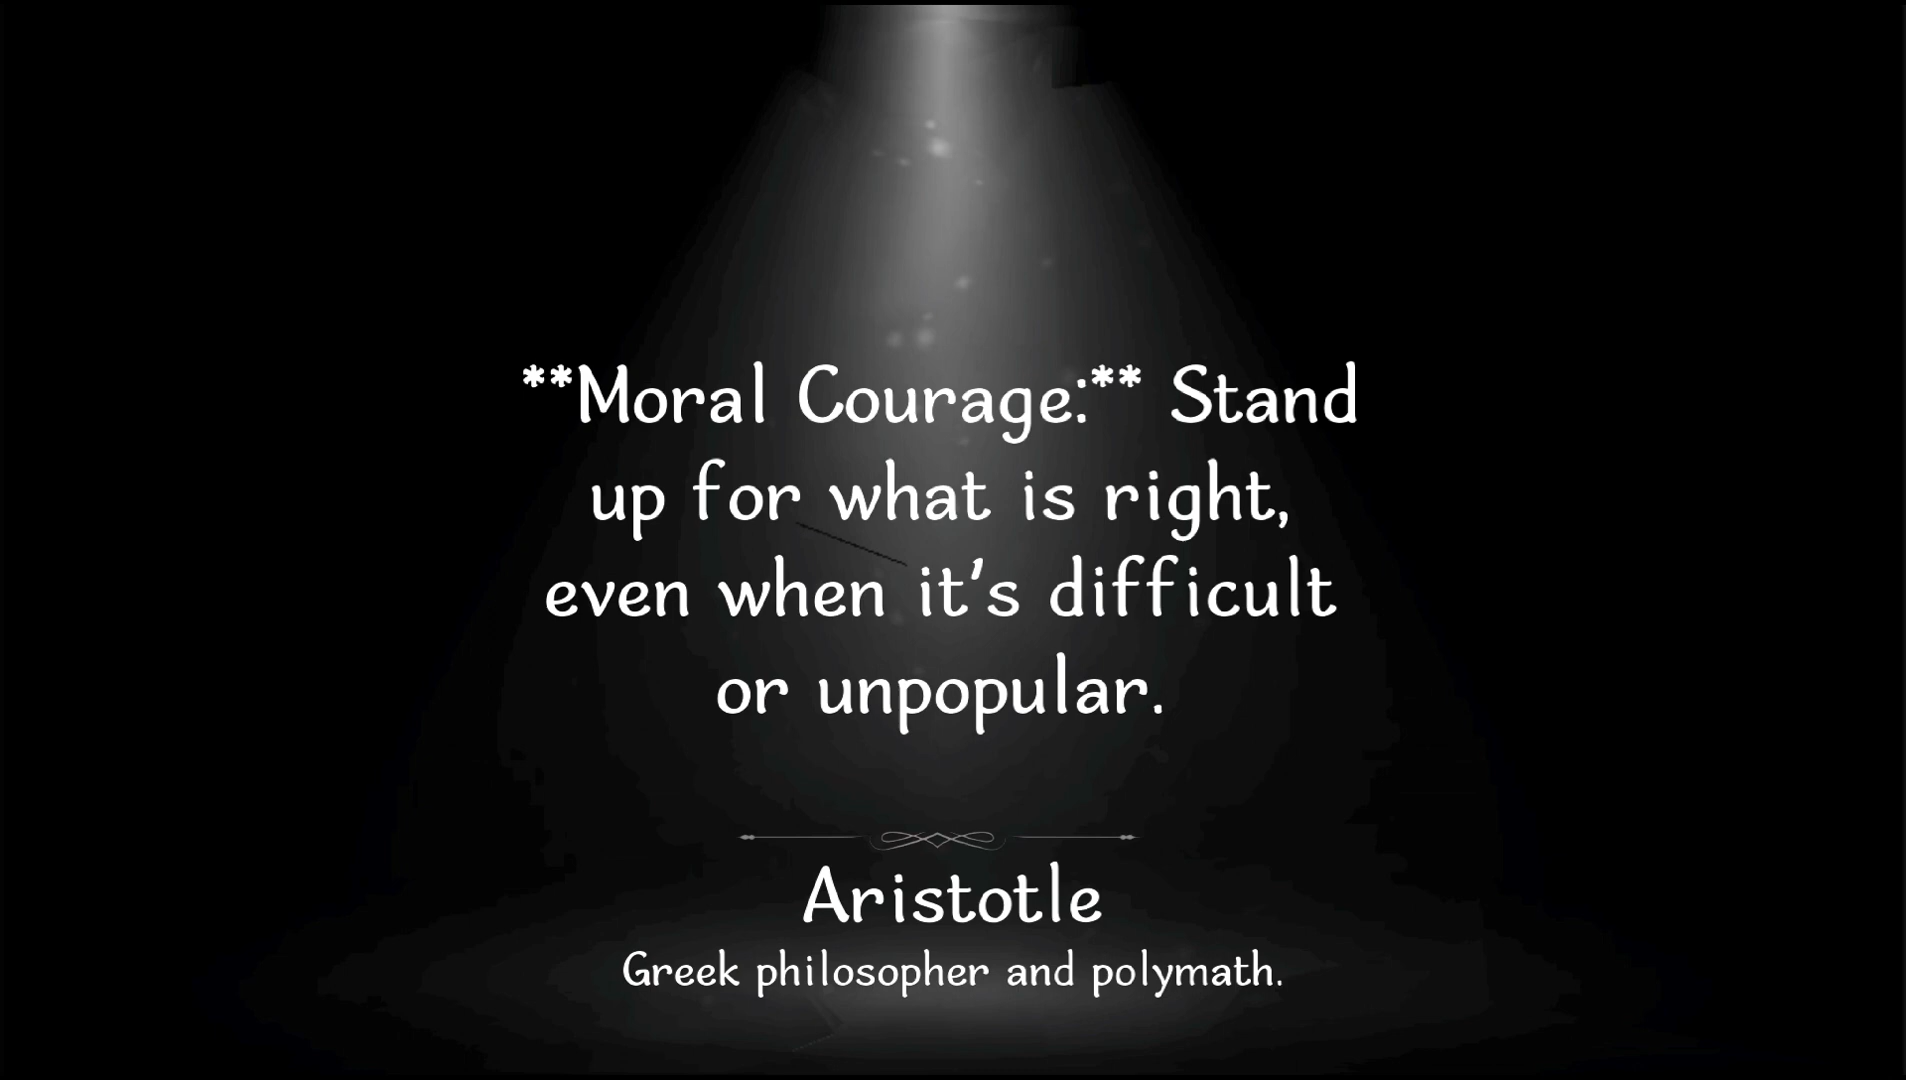 **Moral Courage:** Stand
up for what is right,
even when it's difficult
or unpopular.
Aristotle
Greek philosopher and polymath.